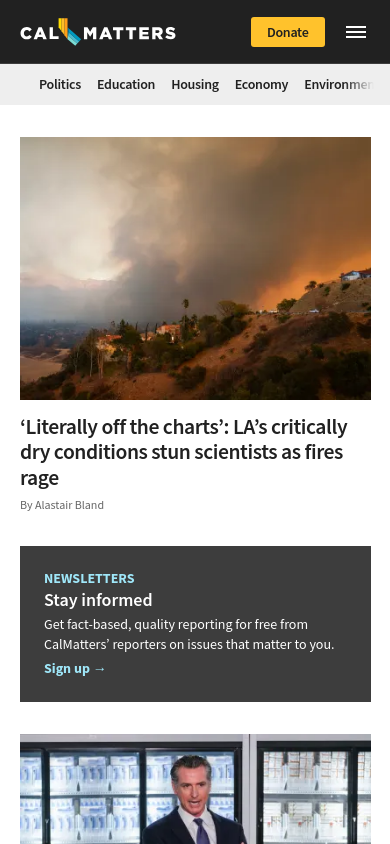 CAL MATTERS
Donate
Politics Education Housing Economy
‘Literally off the charts’: LA’s critically
dry conditions stun scientists as fires
rage
By Alastair Bland
NEWSLETTERS
Stay informed
Get fact-based, quality reporting for free from
CalMatters’ reporters on issues that matter to you.
Sign up →